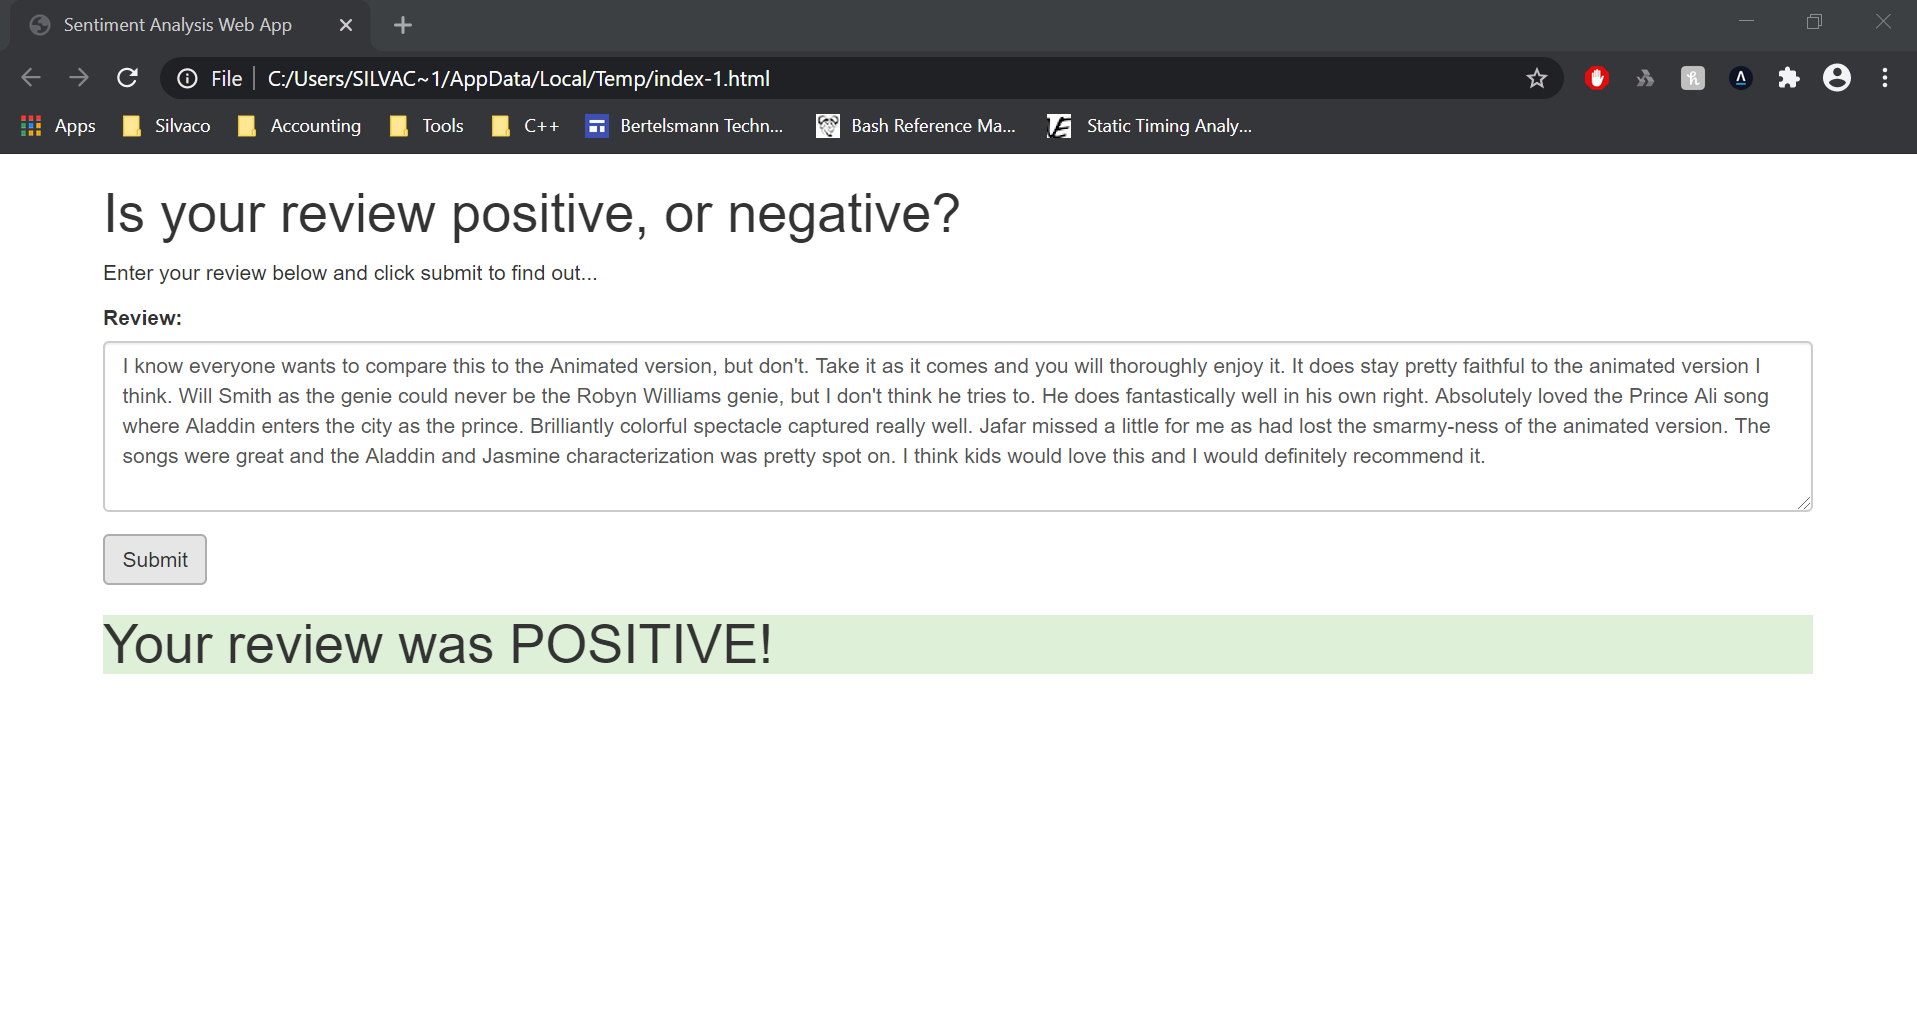 Sentiment Analysis Web App
File
C:/Users/SILVAC~1/AppData/Local/Temp/index-1.html
Apps Silvaco Accounting Tools C++ Bertelsmann Techn... Bash Reference Ma... Static Timing Analy...
Is your review positive, or negative?
Enter your review below and click submit to find out...
Review:
I know everyone wants to compare this to the Animated version, but don't. Take it as it comes and you will thoroughly enjoy it. It does stay pretty faithful to the animated version I
think. Will Smith as the genie could never be the Robyn Williams genie, but I don't think he tries to. He does fantastically well in his own right. Absolutely loved the Prince Ali song
where Aladdin enters the city as the prince. Brilliantly colorful spectacle captured really well. Jafar missed a little for me as had lost the smarmy-ness of the animated version. The
songs were great and the Aladdin and Jasmine characterization was pretty spot on. I think kids would love this and I would definitely recommend it.
Submit
Your review was POSITIVE!